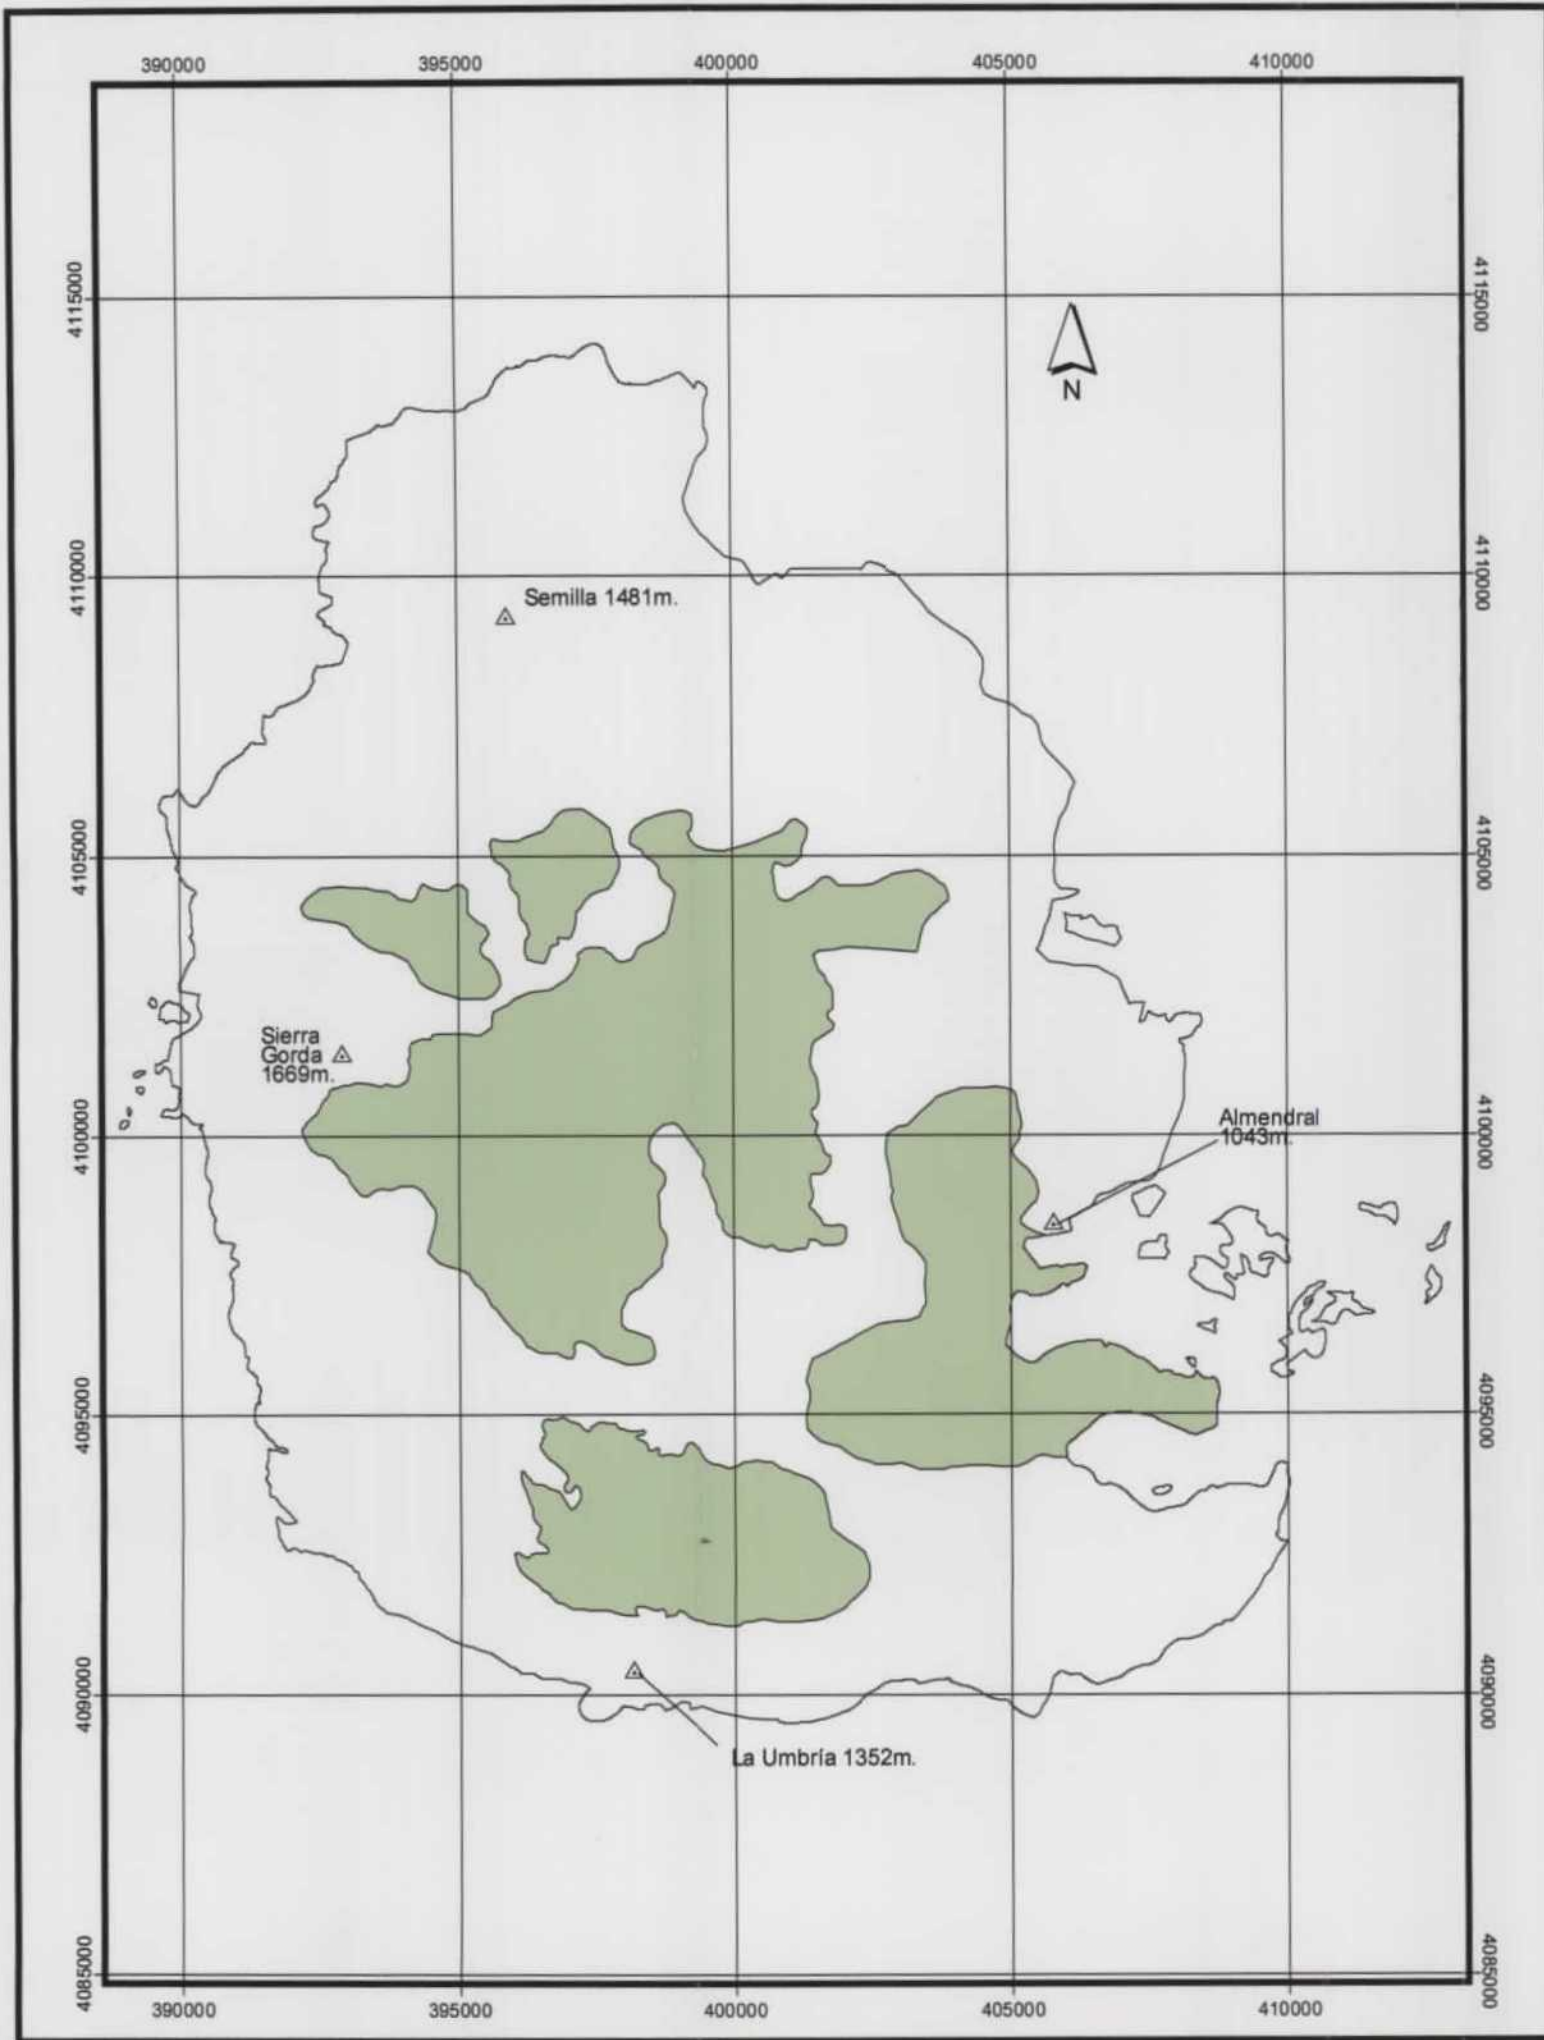 390000 395000 400000 405000 410000
4115000 4115000
N
4110000 4110000
Semilla 1481m.
4105000 4105000
Sierra
Gorda
1669m.
4100000 4100000
Almendral
1043m.
4095000 4095000
4090000 4090000
La Umbría 1352m.
4085000 4085000
390000 395000 400000 405000 410000